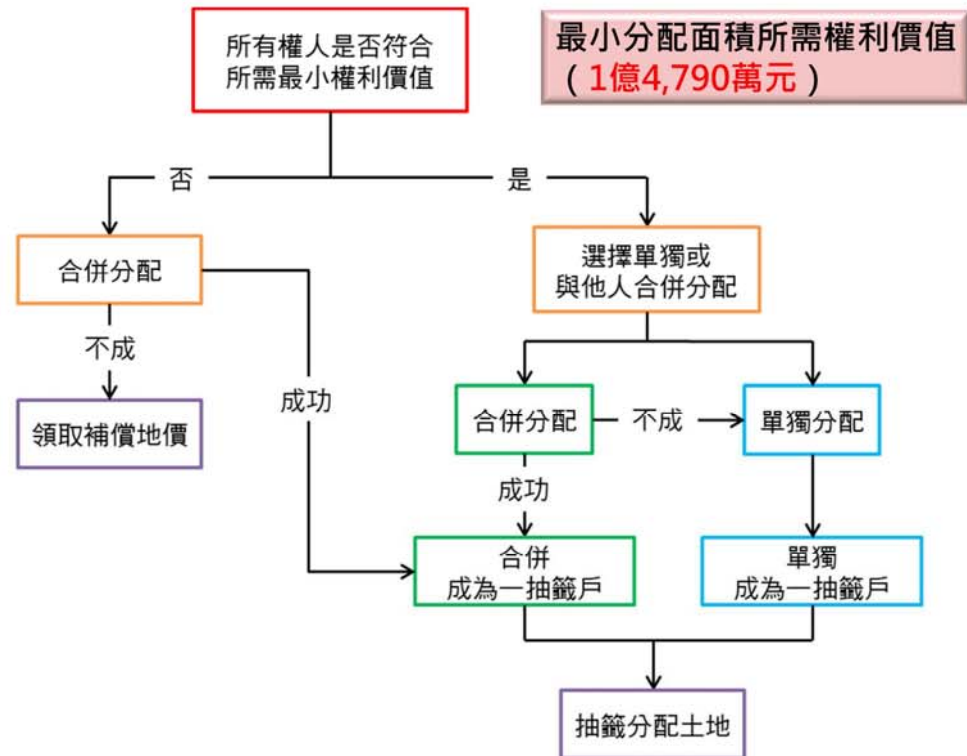 所有權人是否符合
所需最小權利價值
最小分配面積所需權利價值
（1億4,790萬元）
否
是
合併分配
選擇單獨或
與他人合併分配
不成
成功
領取補償地價
合併分配
不成
單獨分配
成功
合併
成為一抽籤戶
單獨
成為一抽籤戶
抽籤分配土地